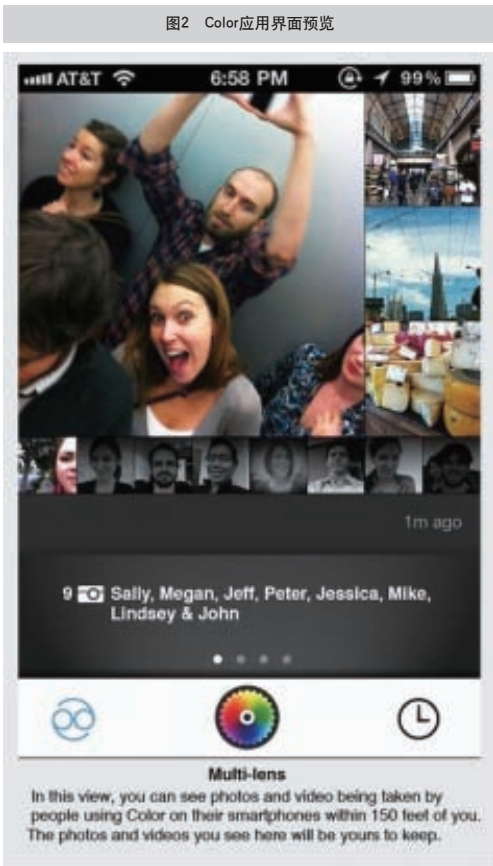 图2 Color应用界面预览
AT&T 6:58 PM 99%
1m ago
9 Sally, Megan, Jeff, Peter, Jessica, Mike,
Lindsey & John
Multi-lens
In this view, you can see photos and video being taken by
people using Color on their smartphones within 150 feet of you.
The photos and videos you see here will be yours to keep.